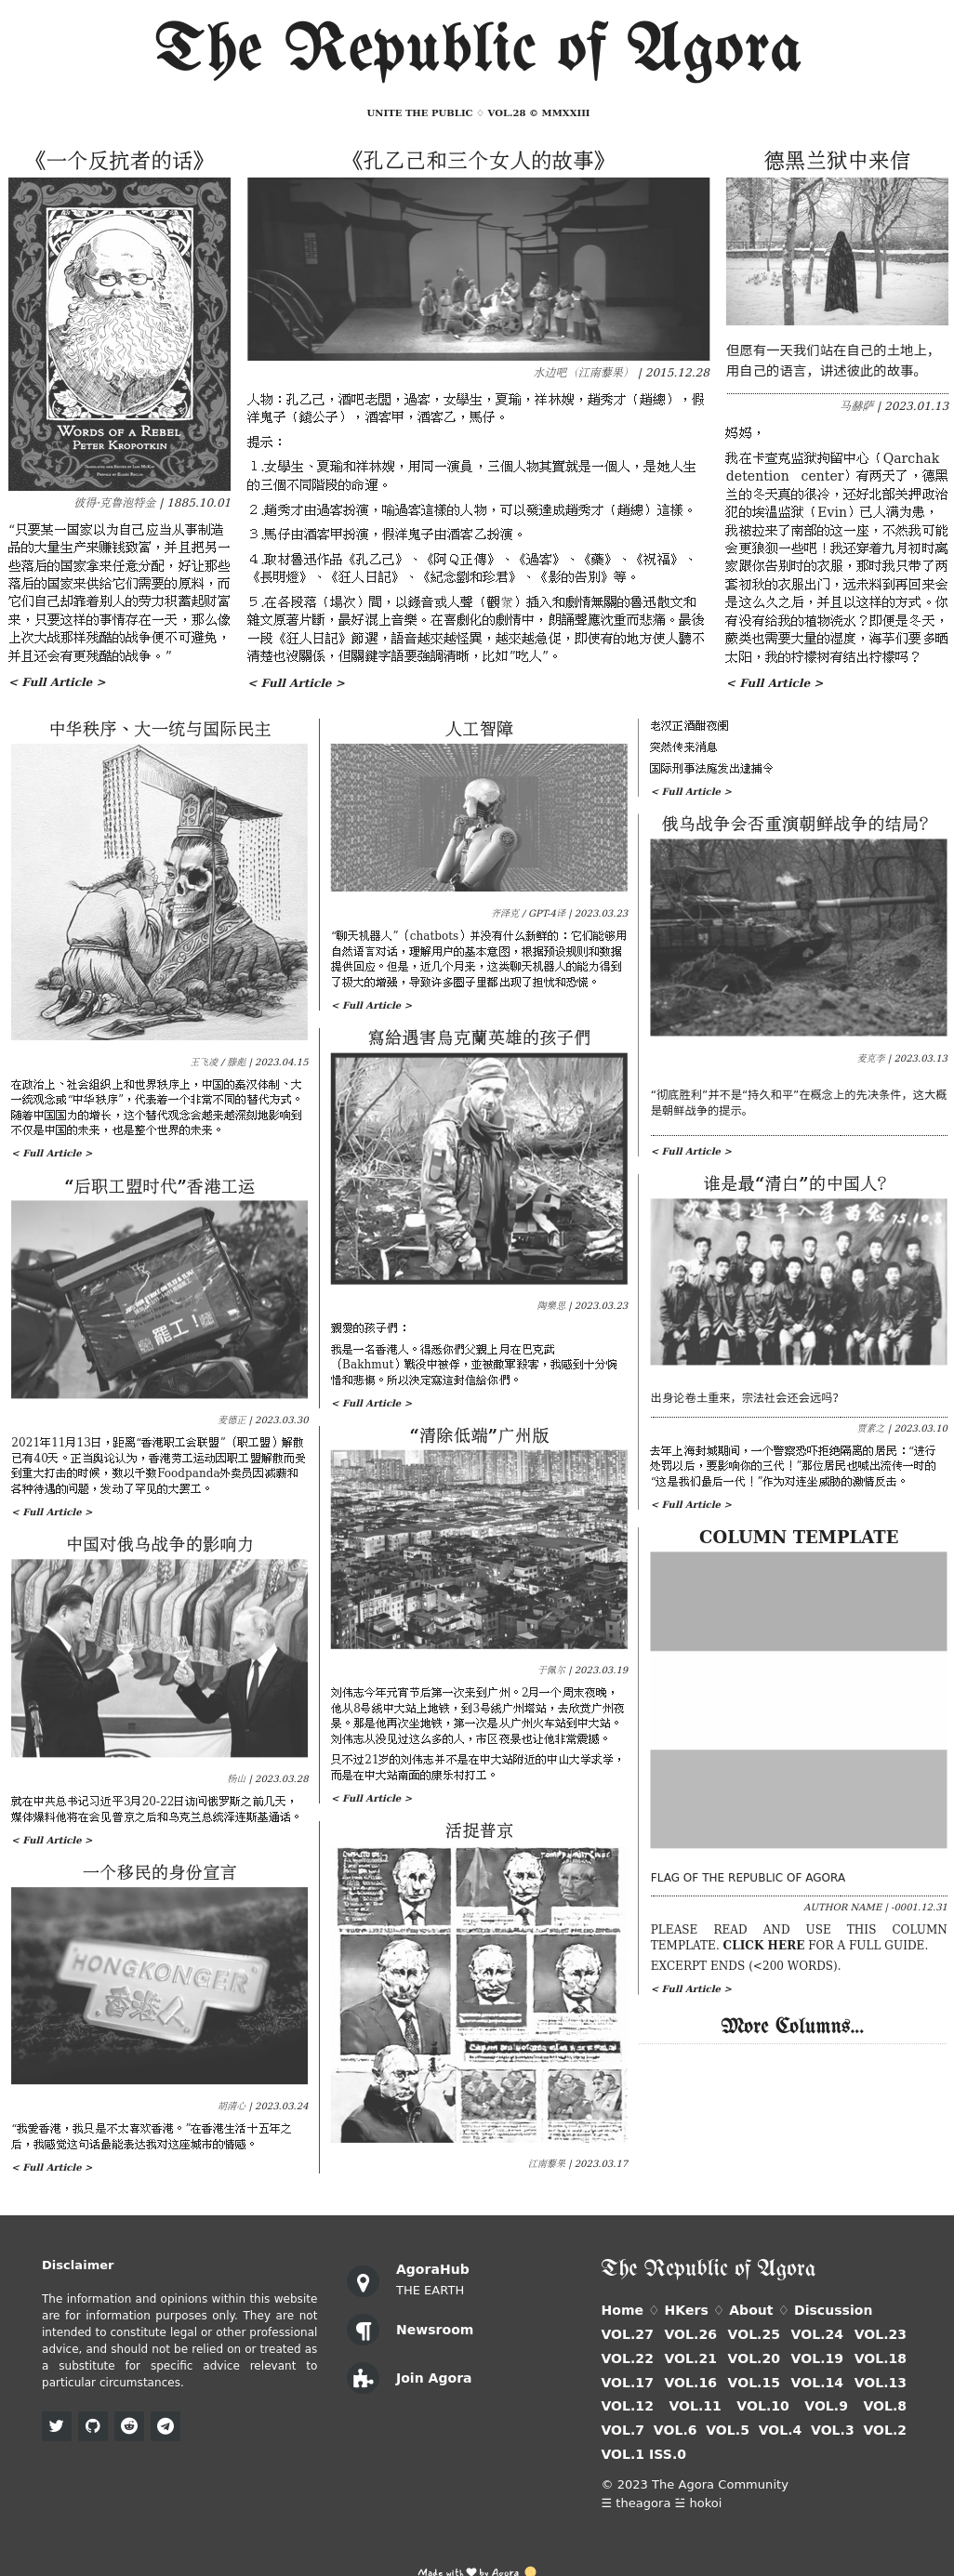 The Republic of Agora
UNITE THE PUBLIC ♢ VOL.28 © MMXXIII
《一个反抗者的话》
WORDS OF A REBEL
PETER KROPOTKIN
彼得·克鲁泡特金 | 1885.10.01
“只要某一国家以为自己应当从事制造
品的大量生产来赚钱致富，并且把另一
些落后的国家拿来任意分配，好让那些
落后的国家来供给它们需要的原料，而
它们自己却靠着别人的劳力积蓄起财富
来，只要这样的事情存在一天，那么像
上次大战那样残酷的战争便不可避免，
并且还会有更残酷的战争。”
< Full Article >
《孔乙己和三个女人的故事》
水边吧（江南藜果） | 2015.12.28
人物：孔乙己，酒吧老闆，過客，女學生，夏瑜，祥林嫂，趙秀才（趙總），假
洋鬼子（錢公子），酒客甲，酒客乙，馬仔。
提示：
１.女學生、夏瑜和祥林嫂，用同一演員，三個人物其實就是一個人，是她人生
的三個不同階段的命運。
２.趙秀才由過客扮演，喻過客這樣的人物，可以發達成趙秀才（趙總）這樣。
３.馬仔由酒客甲扮演，假洋鬼子由酒客乙扮演。
４.取材魯迅作品《孔乙己》、《阿Ｑ正傳》、《過客》、《藥》、《祝福》、
《長明燈》、《狂人日記》、《紀念劉和珍君》、《影的告別》等。
５.在各段落（場次）間，以錄音或人聲（觀衆）插入和劇情無關的魯迅散文和
雜文原著片斷，最好混上音樂。在喜劇化的劇情中，朗誦聲應沈重而悲痛。最後
一段《狂人日記》節選，語音越來越怪異，越來越急促，即使有的地方使人聽不
清楚也沒關係，但關鍵字語要強調清晰，比如”吃人”。
< Full Article >
德黑兰狱中来信
但愿有一天我们站在自己的土地上，
用自己的语言，讲述彼此的故事。
马赫萨 | 2023.01.13
妈妈，
我在卡查克监狱拘留中心（Qarchak
detention center）有两天了，德黑
兰的冬天真的很冷，还好北部关押政治
犯的埃温监狱（Evin）已人满为患，
我被拉来了南部的这一座，不然我可能
会更狼狈一些吧！我还穿着九月初时离
家跟你告别时的衣服，那时我只带了两
套初秋的衣服出门，远未料到再回来会
是这么久之后，并且以这样的方式。你
有没有给我的植物浇水？即便是冬天，
蕨类也需要大量的湿度，海芋们要多晒
太阳，我的柠檬树有结出柠檬吗？
< Full Article >
中华秩序、大一统与国际民主
王飞凌 / 滕彪 | 2023.04.15
在政治上、社会组织上和世界秩序上，中国的秦汉体制、大
一统观念或“中华秩序”，代表着一个非常不同的替代方式。
随着中国国力的增长，这个替代观念会越来越深刻地影响到
不仅是中国的未来，也是整个世界的未来。
< Full Article >
“后职工盟时代”香港工运
罷工!
麦德正 | 2023.03.30
2021年11月13日，距离“香港职工会联盟”（职工盟）解散
已有40天。正当舆论认为，香港劳工运动因职工盟解散而受
到重大打击的时候，数以千数Foodpanda外卖员因减薪和
各种待遇的问题，发动了罕见的大罢工。
< Full Article >
中国对俄乌战争的影响力
杨山 | 2023.03.28
就在中共总书记习近平3月20-22日访问俄罗斯之前几天，
媒体爆料他将在会见普京之后和乌克兰总统泽连斯基通话。
< Full Article >
一个移民的身份宣言
HONGKONGER
香港人
胡清心 | 2023.03.24
“我爱香港，我只是不太喜欢香港。”在香港生活十五年之
后，我感觉这句话最能表达我对这座城市的情感。
< Full Article >
人工智障
齐泽克 / GPT-4译 | 2023.03.23
“聊天机器人”（chatbots）并没有什么新鲜的：它们能够用
自然语言对话，理解用户的基本意图，根据预设规则和数据
提供回应。但是，近几个月来，这类聊天机器人的能力得到
了极大的增强，导致许多圈子里都出现了担忧和恐慌。
< Full Article >
寫給遇害烏克蘭英雄的孩子們
陶樂思 | 2023.03.23
親愛的孩子們：
我是一名香港人。得悉你們父親上月在巴克武
（Bakhmut）戰役中被俘，並被敵軍殺害，我感到十分惋
惜和悲傷。所以決定寫這封信給你們。
< Full Article >
“清除低端”广州版
于佩尔 | 2023.03.19
刘伟志今年元宵节后第一次来到广州。2月一个周末夜晚，
他从8号线中大站上地铁，到3号线广州塔站，去欣赏广州夜
景。那是他再次坐地铁，第一次是从广州火车站到中大站。
刘伟志从没见过这么多的人，市区夜景也让他非常震撼。
只不过21岁的刘伟志并不是在中大站附近的中山大学求学，
而是在中大站南面的康乐村打工。
< Full Article >
活捉普京
江南藜果 | 2023.03.17
老汉正酒酣夜阑
突然传来消息
国际刑事法庭发出逮捕令
< Full Article >
俄乌战争会否重演朝鲜战争的结局?
麦克李 | 2023.03.13
“彻底胜利”并不是“持久和平”在概念上的先决条件，这大概
是朝鲜战争的提示。
< Full Article >
谁是最“清白”的中国人?
75.10.8
出身论卷土重来，宗法社会还会远吗?
贾素之 | 2023.03.10
去年上海封城期间，一个警察恐吓拒绝隔离的居民：“进行
处罚以后，要影响你的三代！”那位居民也喊出流传一时的
“这是我们最后一代！”作为对连坐威胁的激情反击。
< Full Article >
COLUMN TEMPLATE
FLAG OF THE REPUBLIC OF AGORA
AUTHOR NAME | -0001.12.31
PLEASE READ AND USE THIS COLUMN
TEMPLATE. CLICK HERE FOR A FULL GUIDE.
EXCERPT ENDS (<200 WORDS).
< Full Article >
More Columns...
Disclaimer
The information and opinions within this website
are for information purposes only. They are not
intended to constitute legal or other professional
advice, and should not be relied on or treated as
a substitute for specific advice relevant to
particular circumstances.
AgoraHub
THE EARTH
Newsroom
Join Agora
The Republic of Agora
Home ♢ HKers ♢ About ♢ Discussion
VOL.27 VOL.26 VOL.25 VOL.24 VOL.23
VOL.22 VOL.21 VOL.20 VOL.19 VOL.18
VOL.17 VOL.16 VOL.15 VOL.14 VOL.13
VOL.12 VOL.11 VOL.10 VOL.9 VOL.8
VOL.7 VOL.6 VOL.5 VOL.4 VOL.3 VOL.2
VOL.1 ISS.0
© 2023 The Agora Community
☰ theagora ☱ hokoi
Made with ♥ by Agora